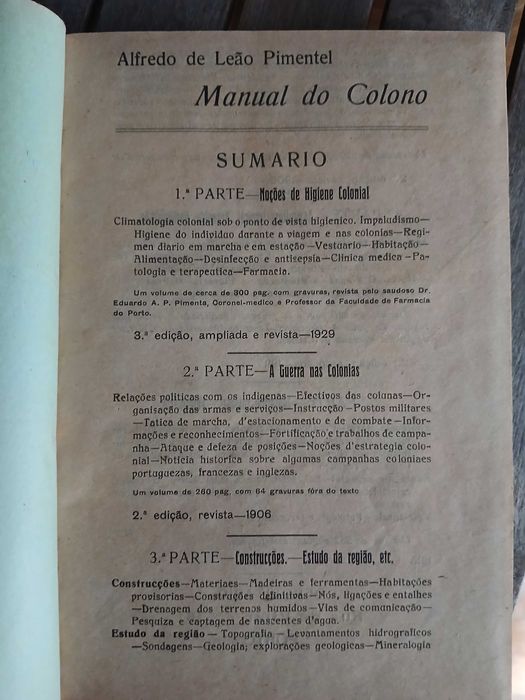 Alfredo de Leão Pimentel
Manual do Colono
SUMARIO
1.ª PARTE—Noções de Higiene Colonial
Climatologia colonial sob o ponto de vista higienico. Impaludismo—
Higiene do individuo darante a viagem e nas colonias—Regi-
men diario em marcha e em estação—Vestuario—Habitação—
Alimentação—Desinfecção e antisepsia—Clinica medica—Pa-
tologia e terapeutica—Farmacia.
Um volume de cerca de 300 pag. com gravuras, revista pelo saudoso Dr.
Eduardo A. P. Pimenta, Coronel-medico e Professor da Faculdade de Farmacia
do Porto.
3.ª edição, ampliada e revista—1929
2.ª PARTE—A Guerra nas Colonias
Relações politicas com os indigenas—Efectivos das colunas—Or-
ganisação das armas e serviços—Instrucção—Postos militares
—Tatica de marcha, d'estacionamento e de combate—Infor-
mações e reconhecimentos—Fortificação e trabalhos de campa-
nha—Ataque e defeza de posições—Noções d'estrategia colo-
nial—Noticia historica sobre algumas campanhas coloniaes
portuguezas, francezas e inglezas.
Um volume de 260 pag. com 64 gravuras fóra do texto
2.ª edição, revista—1906
3.ª PARTE—Construcções.—Estudo da região, etc.
Construcções—Materiaes—Madeiras e ferramentas—Habitações
provisorias—Construções definitivas—Nós, ligações e entalhes
—Drenagem dos terrenos humidos—Vias de comunicação—
Pesquiza e captagem de nascentes d'agua.
Estudo da região—Topografia—Levantamentos hidrograficos
—Sondagens—Geologia; explorações geologicas—Mineralogia